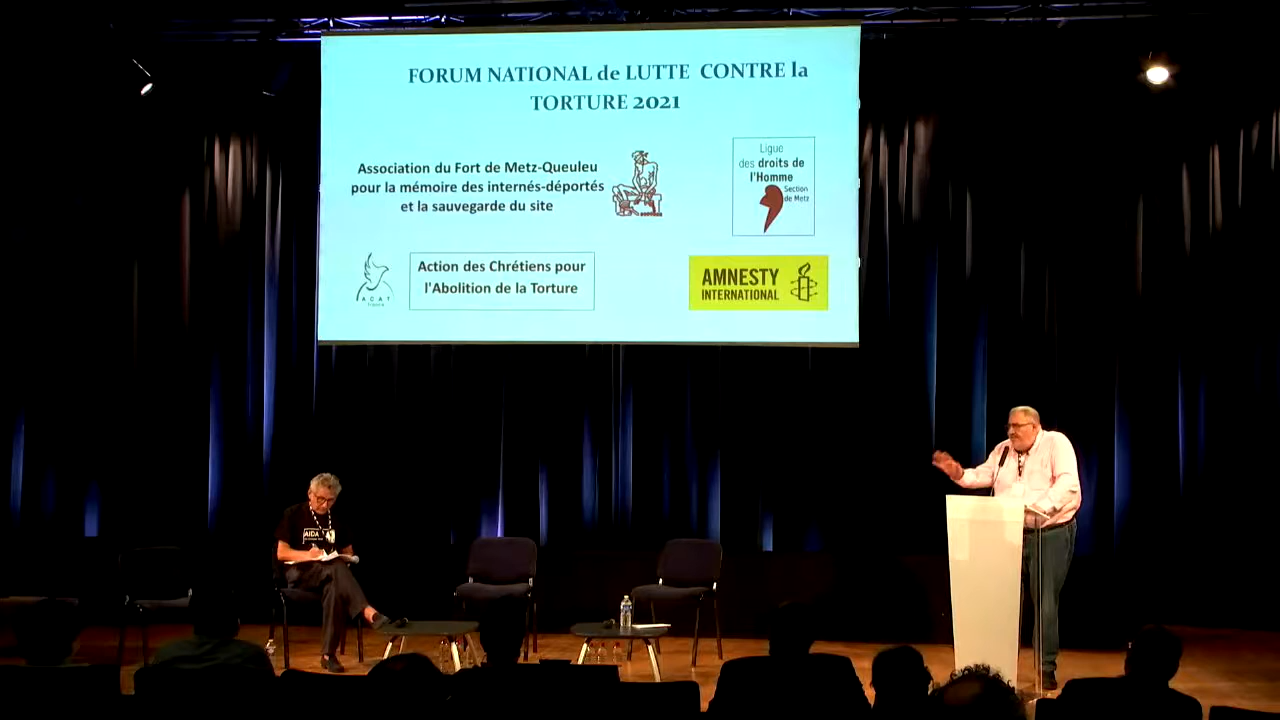 FORUM NATIONAL de LUTTE CONTRE la
TORTURE 2021
Association du Fort de Metz-Queuleu
pour la mémoire des internés-déportés
et la sauvegarde du site
Ligue
des droits de
l'Homme
Section
de Metz
ACAT
france
Action des Chrétiens pour
l'Abolition de la Torture
AMNESTY
INTERNATIONAL
AIDA